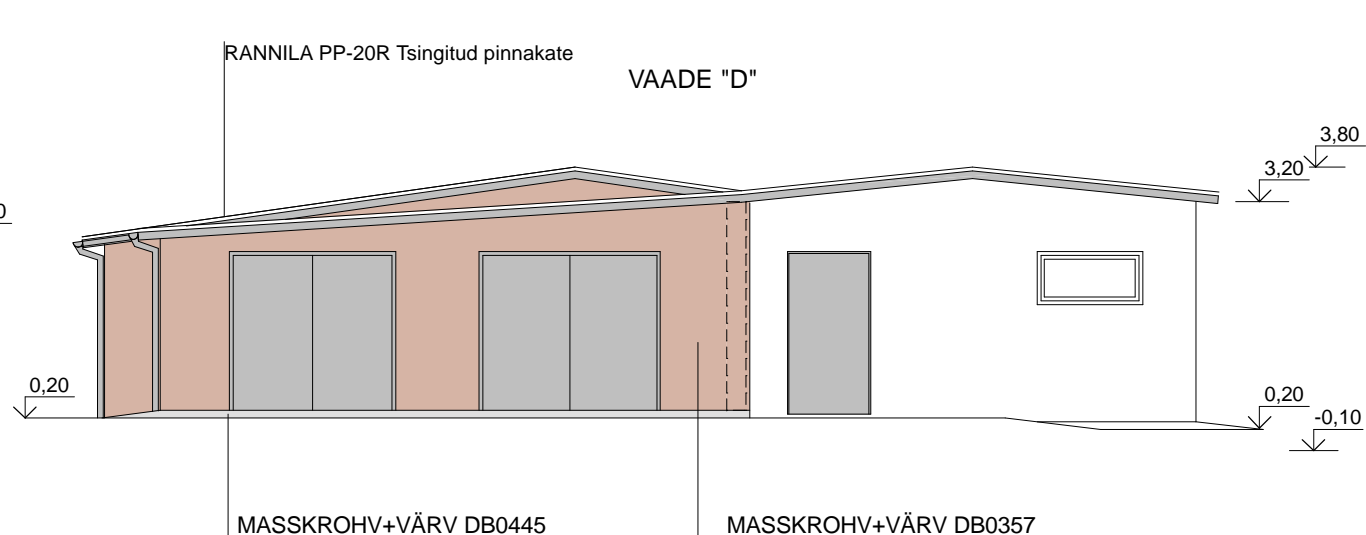 RANNILA PP-20R Tsingitud pinnakate
VAADE "D"
3,80
3,20
0
0,20
0,20
-0,10
MASSKROHV+VÄRV DB0445
MASSKROHV+VÄRV DB0357